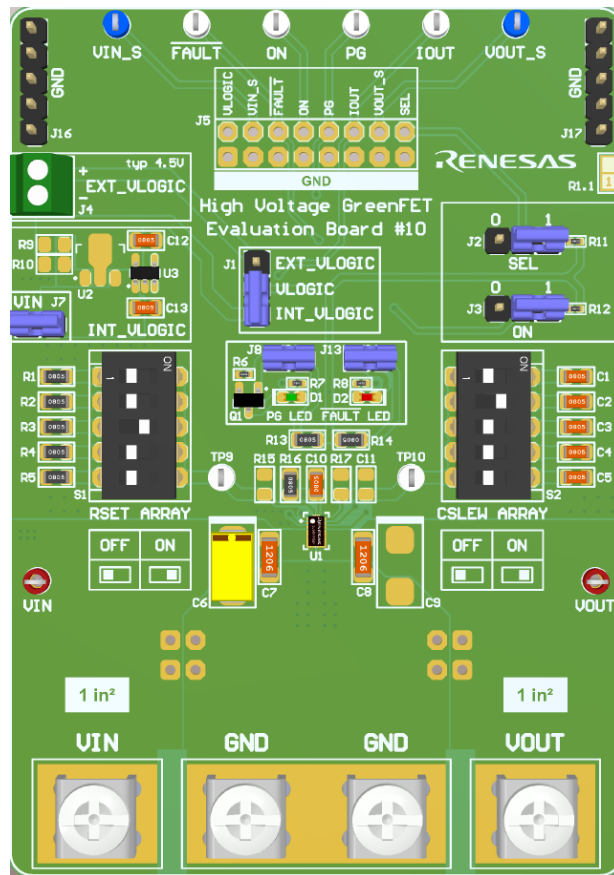 VIN_S FAULT ON PG IOUT VOUT_S
GND
J16
GND
J17
J5
VLOGIC
VIN_S
FAULT
ON
PG
IOUT
VOUT_S
SEL
GND
typ 4.5V
+
EXT_VLOGIC
-
J4
RENESAS
R1.1
1
High Voltage GreenFET
Evaluation Board #10
R9
R10
U2
C12
U3
C13
0805
0805
VIN J7
INT_VLOGIC
J1
EXT_VLOGIC
VLOGIC
INT_VLOGIC
0 1
J2 R11
SEL
0 1
J3 R12
ON
R1 0805
R2 0805
R3 0805
R4 0805
R5 0805
ON
1
S1
RSET ARRAY
OFF ON
J8 J13
R6 R7 R8
D1 D2
Q1 PG LED FAULT LED
R13 0805 0805 R14
TP9 R15 R16 C10 R17 C11 TP10
0805 0805
U1
ON
1
0805 C1
0805 C2
0805 C3
0805 C4
0805 C5
S2
CSLEW ARRAY
OFF ON
C6 1206 C7
1206 C8 C9
VIN
VOUT
1 in²
1 in²
VIN GND GND VOUT